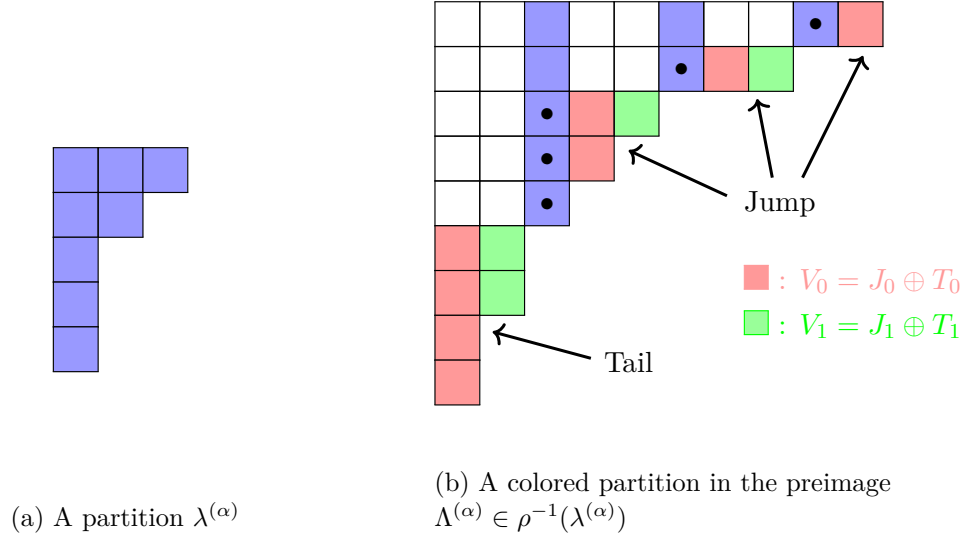 Jump
: V₀ = J₀ ⊕ T₀
: V₁ = J₁ ⊕ T₁
Tail
(a) A partition λ^(α)
(b) A colored partition in the preimage
Λ^(α) ∈ ρ⁻¹(λ^(α))